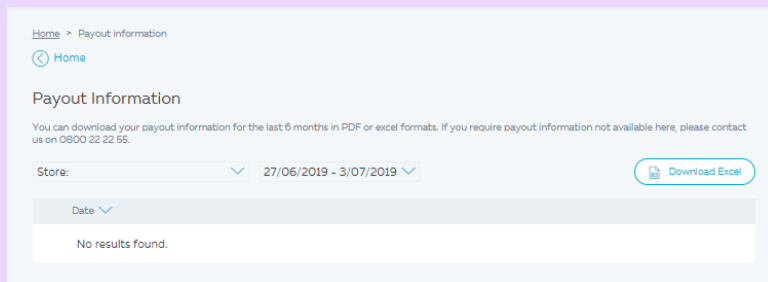 Home > Payout information
Home
Payout Information
You can download your payout information for the last 6 months in PDF or excel formats. If you require payout information not available here, please contact
us on 0800 22 22 55.
Store: 27/06/2019 - 3/07/2019 Download Excel
Date
No results found.